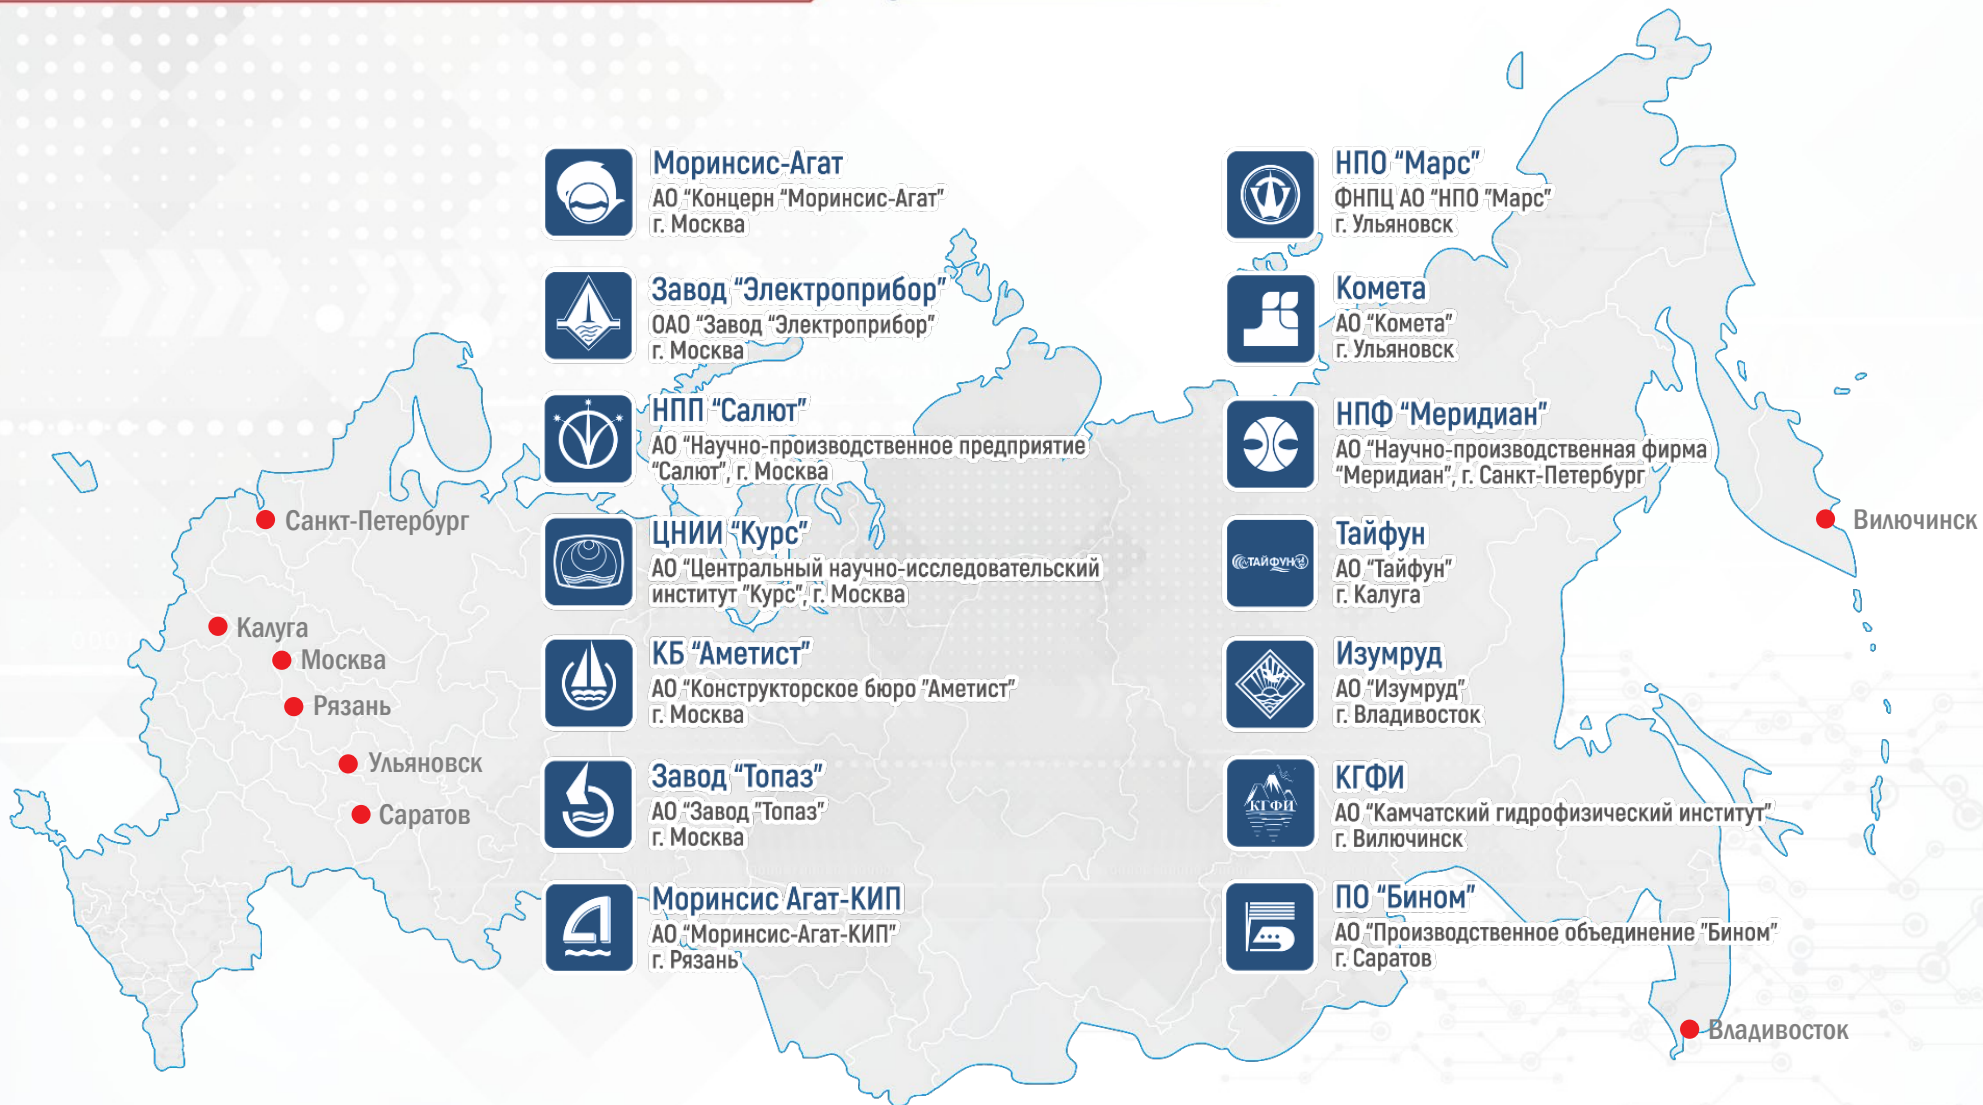 Моринсис-Агат
АО “Концерн “Моринсис-Агат”
г. Москва
Завод “Электроприбор”
ОАО “Завод “Электроприбор”
г. Москва
НПП “Салют”
АО “Научно-производственное предприятие
“Салют”, г. Москва
ЦНИИ “Курс”
АО “Центральный научно-исследовательский
институт “Курс”, г. Москва
КБ “Аметист”
АО “Конструкторское бюро “Аметист”
г. Москва
Завод “Топаз”
АО “Завод “Топаз”
г. Москва
Моринсис Агат-КИП
АО “Моринсис-Агат-КИП”
г. Рязань
НПО “Марс”
ФНПЦ АО “НПО “Марс”
г. Ульяновск
Комета
АО “Комета”
г. Ульяновск
НПФ “Меридиан”
АО “Научно-производственная фирма
“Меридиан”, г. Санкт-Петербург
ТАЙФУН
Тайфун
АО “Тайфун”
г. Калуга
Изумруд
АО “Изумруд”
г. Владивосток
КГФИ
КГФИ
АО “Камчатский гидрофизический институт”
г. Вилючинск
ПО “Бином”
АО “Производственное объединение “Бином”
г. Саратов
Санкт-Петербург
Калуга
Москва
Рязань
Ульяновск
Саратов
Вилючинск
Владивосток